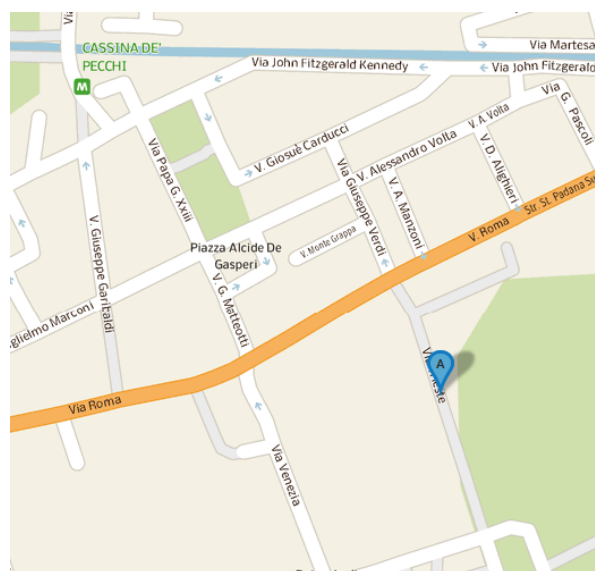 Via
CASSINA DE'
PECCHI
M
Via Martesa
Via John Fitzgerald Kennedy
Via John Fitzgerald
Via
G. Pascoli
V. A. Volta
V. Giosuè Carducci
V. Alessandro Volta
V. D. Alighieri
Via Papa G. Xxiii
Via Giuseppe Verdi
V. A. Manzoni
Str. St. Padana Su
V. Roma
V. Giuseppe Garibaldi
Piazza Alcide De
Gasperi
V. Monte Grappa
V. G. Matteotti
glielmo Marconi
A
Via Roma
Via Venezia